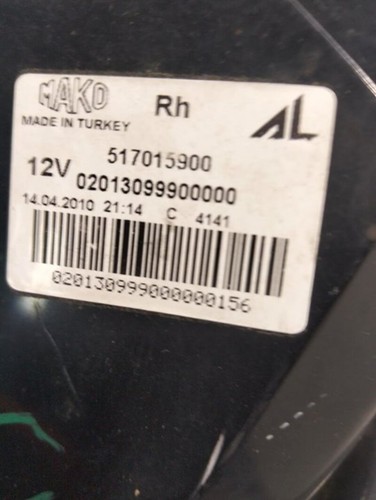 MAKO
Rh
AL
MADE IN TURKEY
517015900
12V 02013099900000
14.04.2010 21:14 C 4141
020130999000000156